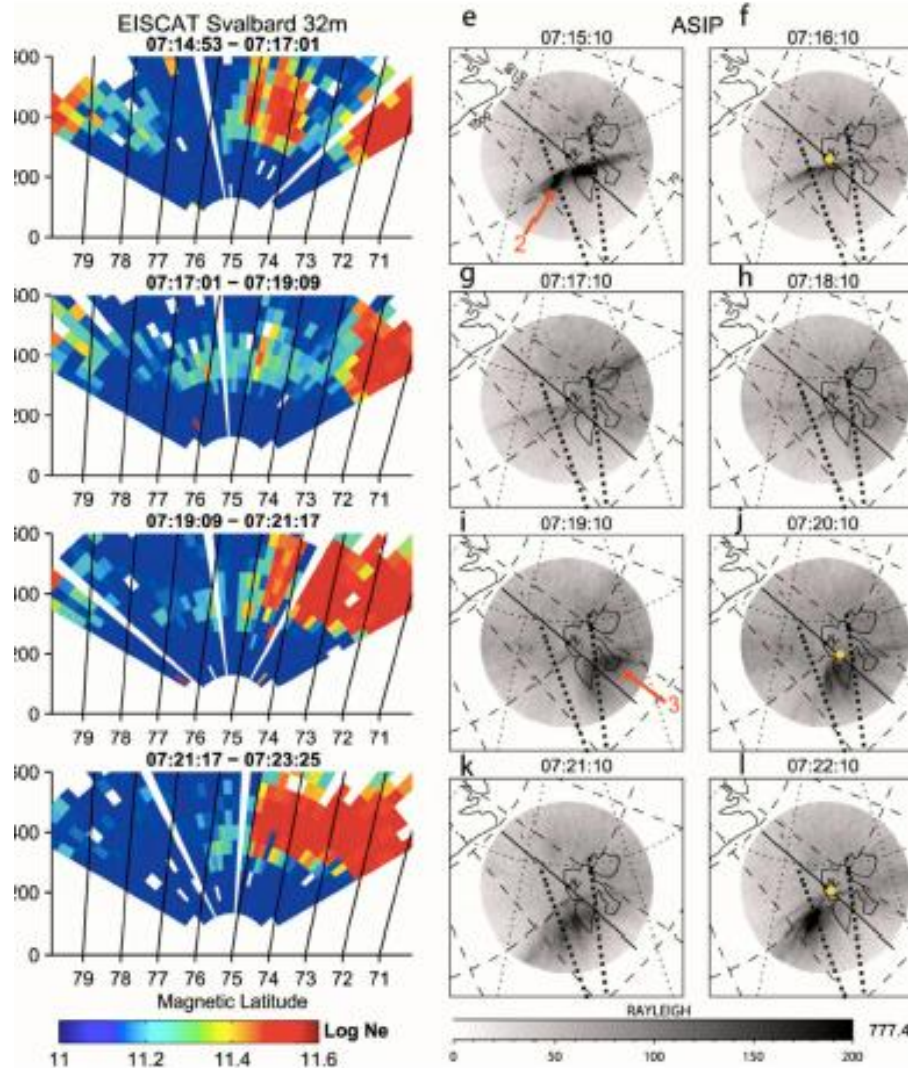 EISCAT Svalbard 32m
07:14:53 – 07:17:01
600
400
200
0
79 78 77 76 75 74 73 72 71
07:17:01 – 07:19:09
600
400
200
0
79 78 77 76 75 74 73 72 71
07:19:09 – 07:21:17
600
400
200
0
79 78 77 76 75 74 73 72 71
07:21:17 – 07:23:25
600
400
200
0
79 78 77 76 75 74 73 72 71
Magnetic Latitude
Log Ne
11 11.2 11.4 11.6
ASIP
e 07:15:10
2
f 07:16:10
g 07:17:10
h 07:18:10
i 07:19:10
3
j 07:20:10
k 07:21:10
l 07:22:10
RAYLEIGH
777.4
0 50 100 150 200